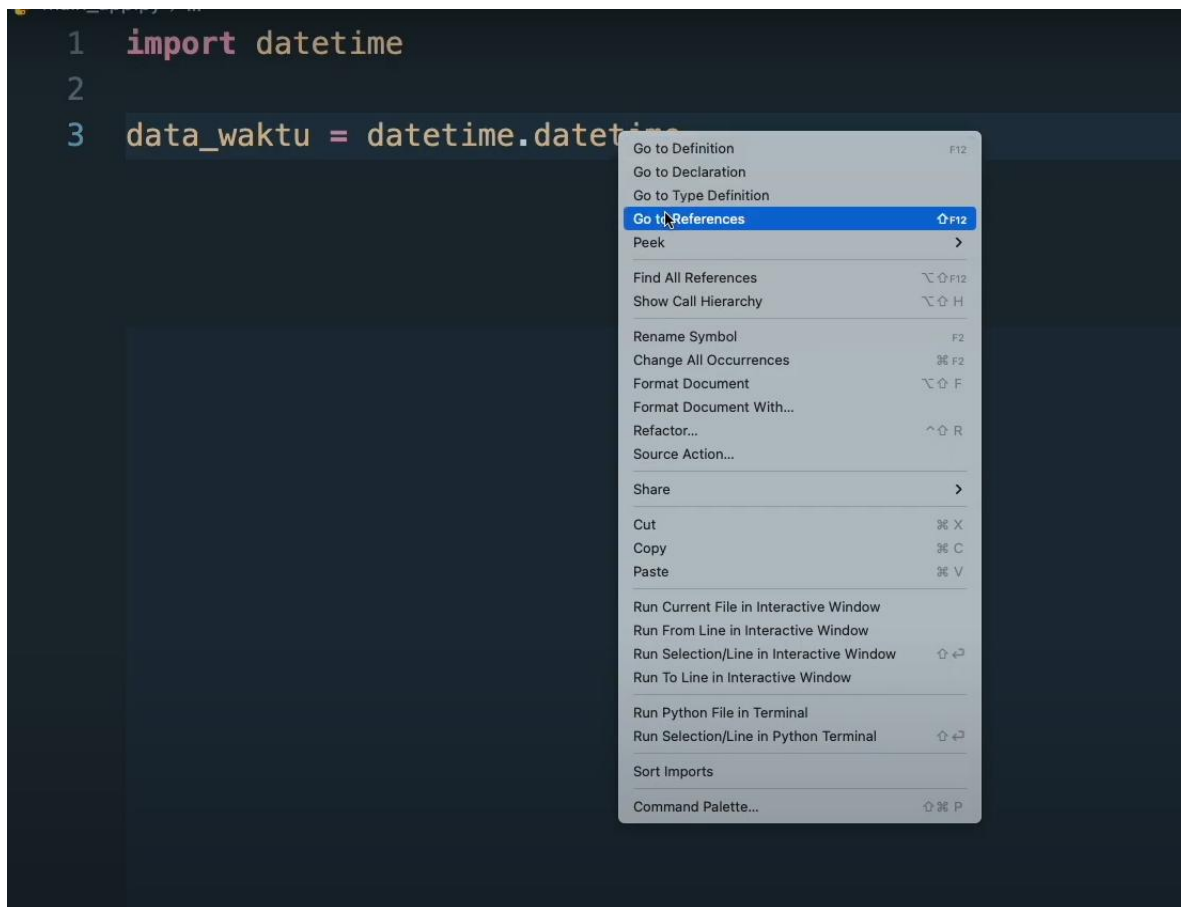 1 import datetime
2
3 data_waktu = datetime.datetime
Go to Definition F12
Go to Declaration
Go to Type Definition
Go to References ⇧F12
Peek >
Find All References ⌥⇧F12
Show Call Hierarchy ⌥⇧H
Rename Symbol F2
Change All Occurrences ⌘F2
Format Document ⌥⇧F
Format Document With...
Refactor... ^⇧R
Source Action...
Share >
Cut ⌘X
Copy ⌘C
Paste ⌘V
Run Current File in Interactive Window
Run From Line in Interactive Window
Run Selection/Line in Interactive Window ⇧⏎
Run To Line in Interactive Window
Run Python File in Terminal
Run Selection/Line in Python Terminal ⇧⏎
Sort Imports
Command Palette... ⇧⌘P